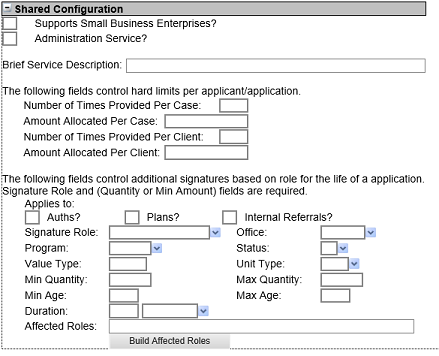 Shared Configuration
Supports Small Business Enterprises?
Administration Service?
Brief Service Description:
The following fields control hard limits per applicant/application.
Number of Times Provided Per Case:
Amount Allocated Per Case:
Number of Times Provided Per Client:
Amount Allocated Per Client:
The following fields control additional signatures based on role for the life of a application.
Signature Role and (Quantity or Min Amount) fields are required.
Applies to:
Auths? Plans? Internal Referrals?
Signature Role: Office:
Program: Status:
Value Type: Unit Type:
Min Quantity: Max Quantity:
Min Age: Max Age:
Duration:
Affected Roles:
Build Affected Roles